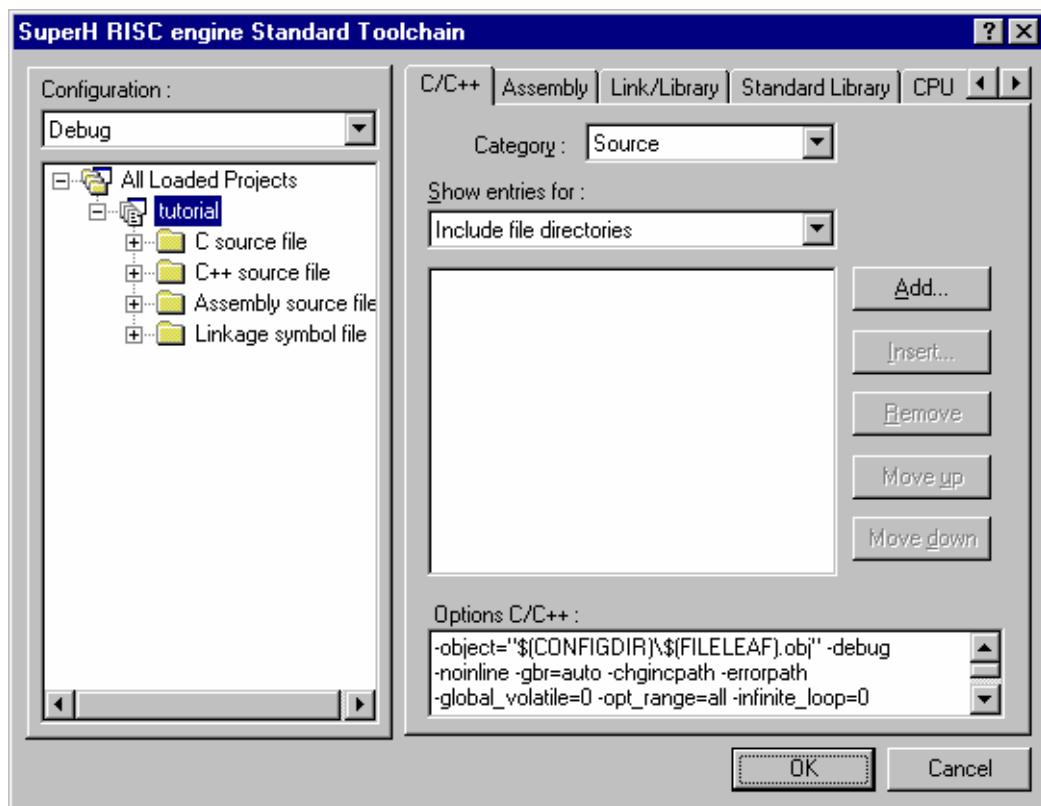 SuperH RISC engine Standard Toolchain
Configuration :
Debug
All Loaded Projects
tutorial
C source file
C++ source file
Assembly source file
Linkage symbol file
C/C++ Assembly Link/Library Standard Library CPU
Category : Source
Show entries for :
Include file directories
Add...
Insert...
Remove
Move up
Move down
Options C/C++ :
-object="$(CONFIGDIR)\$(FILELEAF).obj" -debug
-noinline -gbr=auto -chgincpath -errorpath
-global_volatile=0 -opt_range=all -infinite_loop=0
OK Cancel